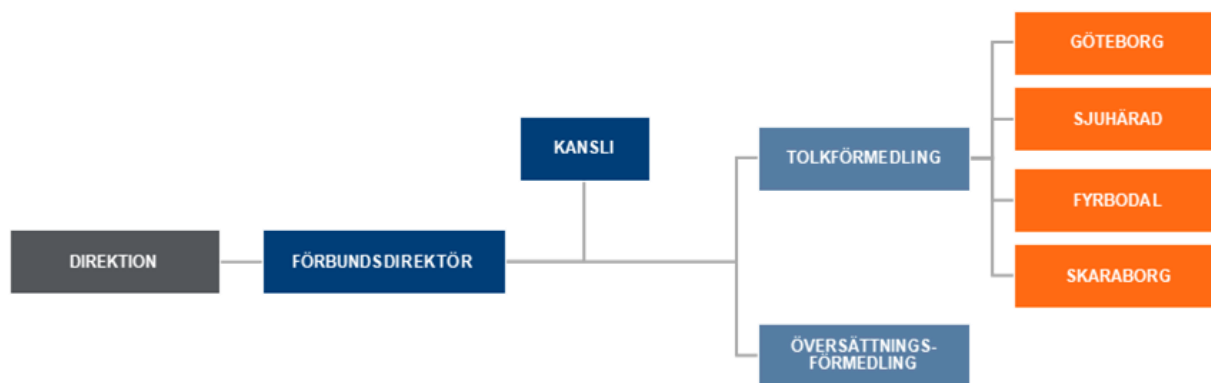 GÖTEBORG
SJUHÄRAD
KANSLI
TOLKFÖRMEDLING
FYRBODAL
DIREKTION
FÖRBUNDSDIREKTÖR
SKARABORG
ÖVERSÄTTNINGS-
FÖRMEDLING